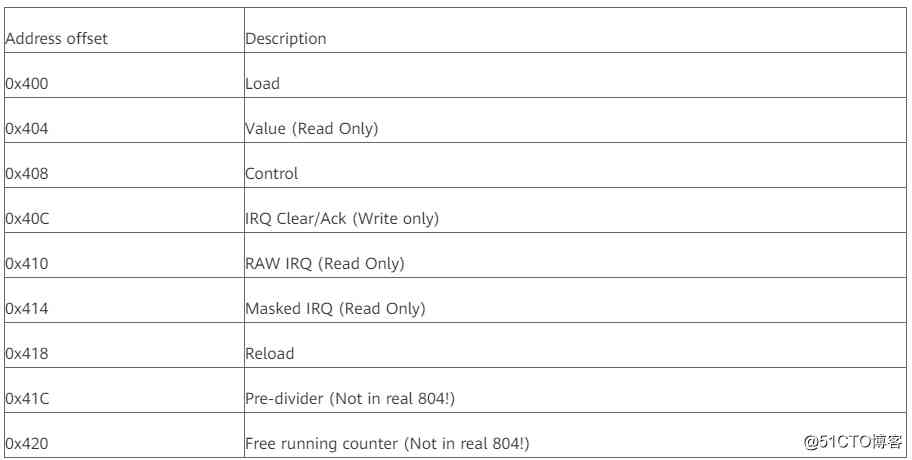 Address offset Description
0x400 Load
0x404 Value (Read Only)
0x408 Control
0x40C IRQ Clear/Ack (Write only)
0x410 RAW IRQ (Read Only)
0x414 Masked IRQ (Read Only)
0x418 Reload
0x41C Pre-divider (Not in real 804!)
0x420 Free running counter (Not in real 804!)
@51CTO博客